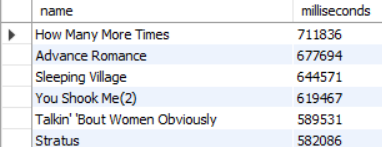 name milliseconds
How Many More Times 711836
Advance Romance 677694
Sleeping Village 644571
You Shook Me(2) 619467
Talkin' 'Bout Women Obviously 589531
Stratus 582086